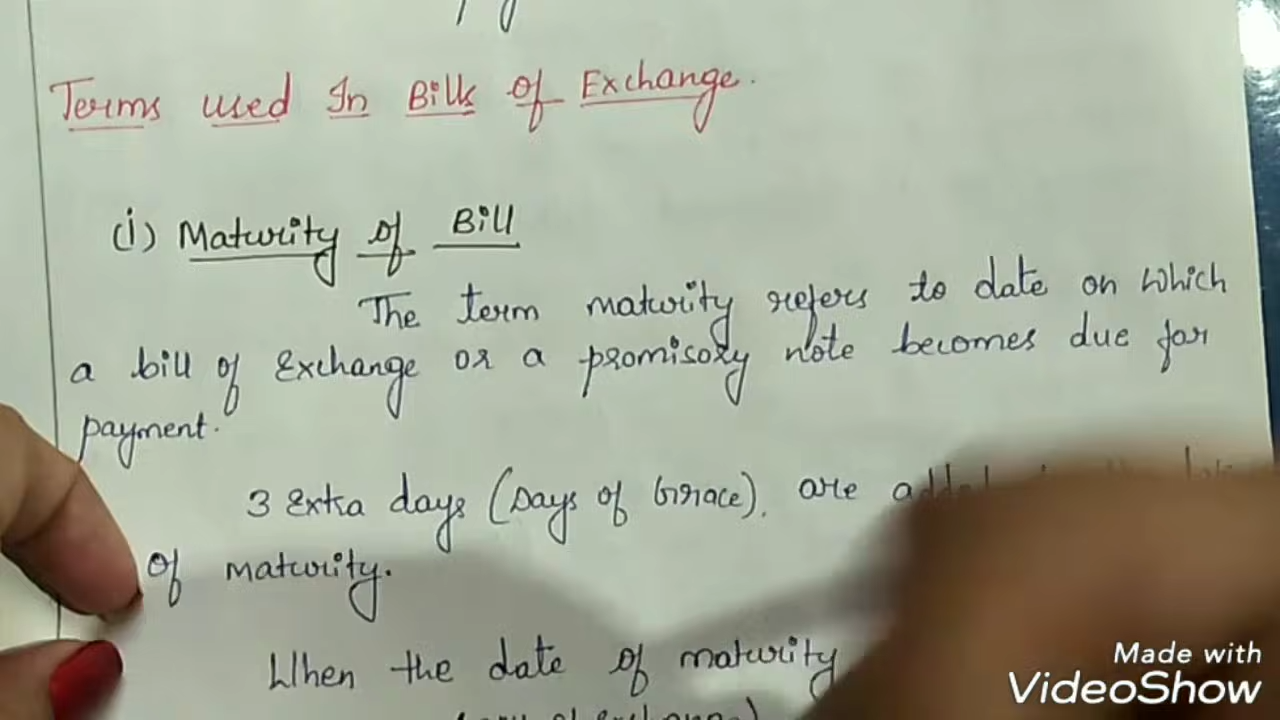 Terms used In Bills of Exchange.
(i) Maturity of Bill
The term maturity refers to date on which
a bill of Exchange or a promisory note becomes due for
payment.
3 Extra days (Days of Grace). are added
of maturity.
When the date of maturity
Made with
VideoShow